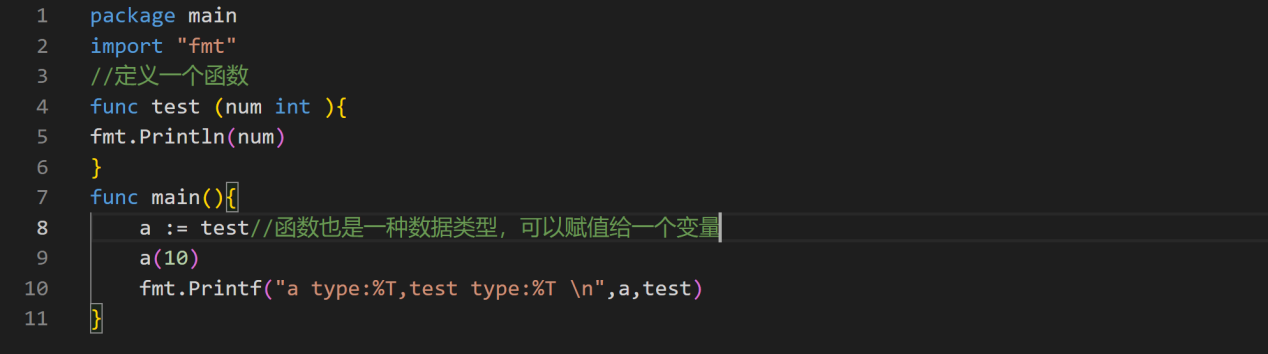 1 package main
2 import "fmt"
3 //定义一个函数
4 func test (num int ){
5 fmt.Println(num)
6 }
7 func main(){
8     a := test//函数也是一种数据类型，可以赋值给一个变量
9     a(10)
10     fmt.Printf("a type:%T,test type:%T \n",a,test)
11 }